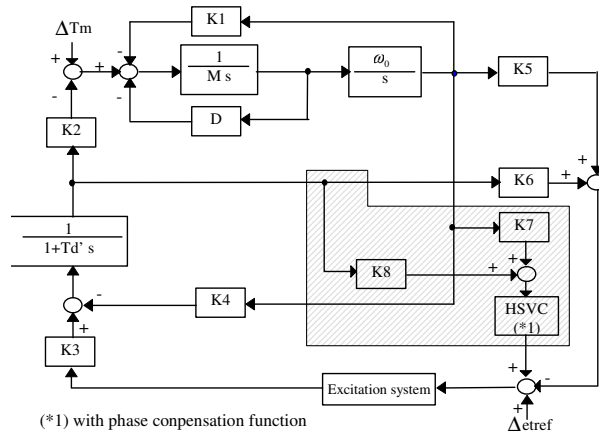 K1
ΔTm
-
+
+
-
1
M s
ω0
s
K5
-
-
D
K2
+
K6
+
1
1+Td' s
K7
K8
+
+
-
K4
HSVC
(*1)
+
K3
+
-
Excitation system
+
Δetref
(*1) with phase conpensation function